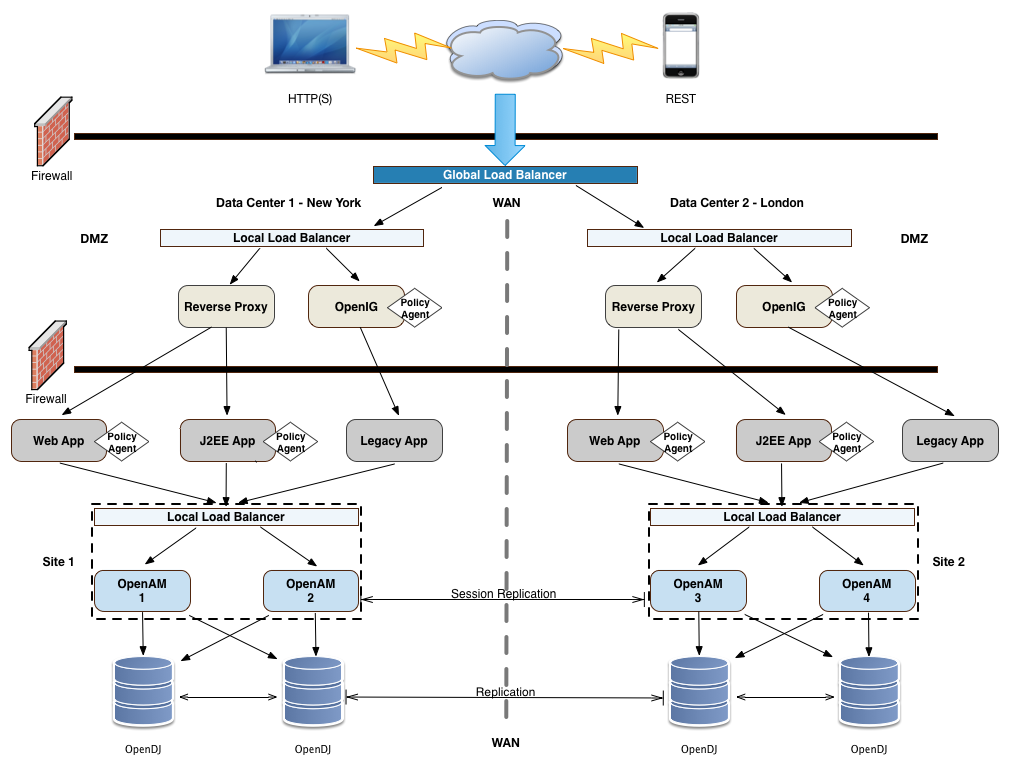 HTTP(S)
REST
Firewall
Global Load Balancer
Data Center 1 - New York
WAN
Data Center 2 - London
DMZ
Local Load Balancer
Local Load Balancer
DMZ
Reverse Proxy
OpenIG
Policy
Agent
Reverse Proxy
OpenIG
Policy
Agent
Firewall
Web App
Policy
Agent
J2EE App
Policy
Agent
Legacy App
Web App
Policy
Agent
J2EE App
Policy
Agent
Legacy App
Local Load Balancer
Local Load Balancer
Site 1
Site 2
OpenAM
1
OpenAM
2
Session Replication
OpenAM
3
OpenAM
4
Replication
WAN
OpenDJ
OpenDJ
OpenDJ
OpenDJ